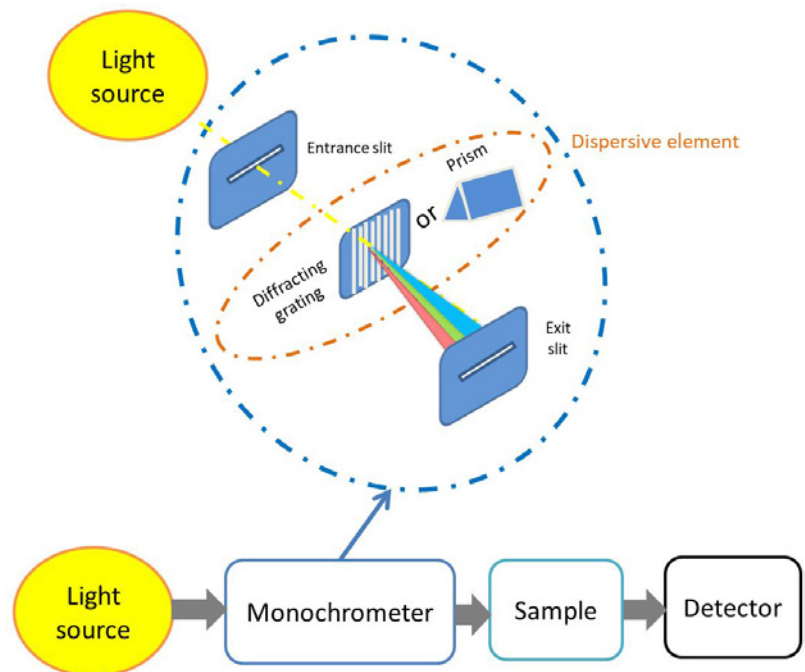 Light
source
Entrance slit
Dispersive element
Prism
or
Diffracting
grating
Exit
slit
Light
source
Monochrometer
Sample
Detector